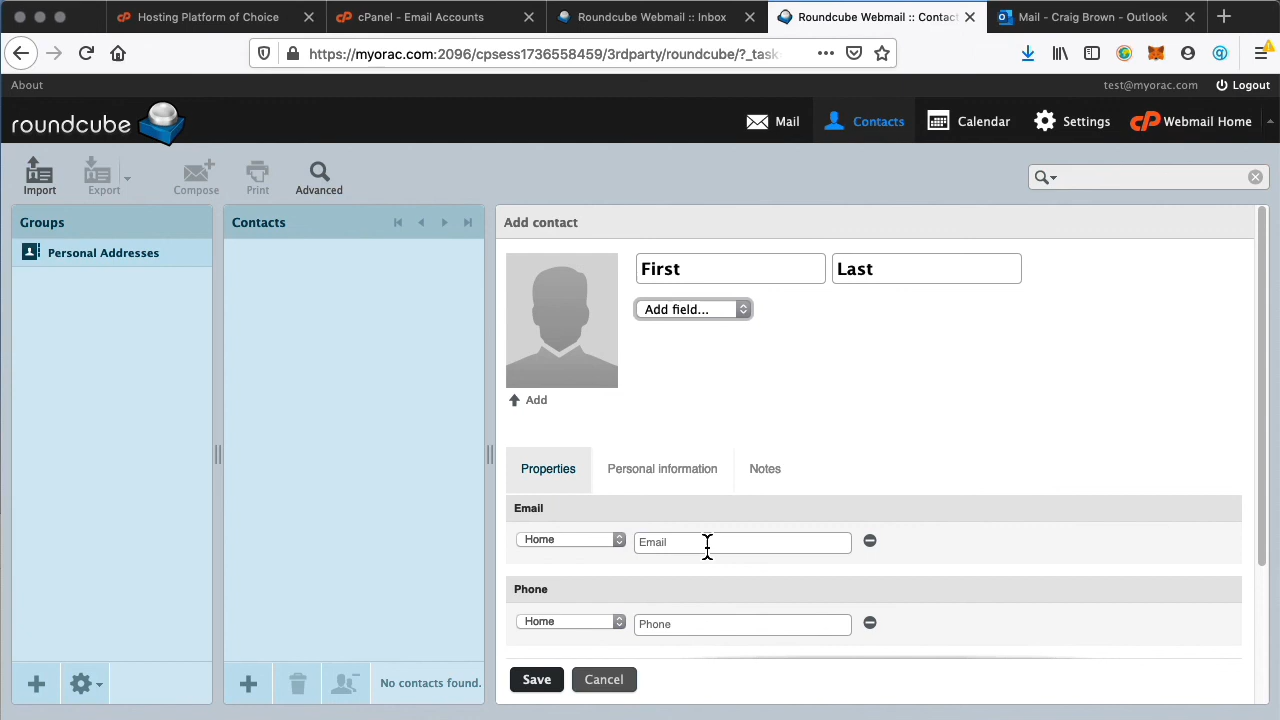 Hosting Platform of Choice
cPanel - Email Accounts
Roundcube Webmail :: Inbox
Roundcube Webmail :: Contact
Mail - Craig Brown - Outlook
https://myorac.com:2096/cpsess1736558459/3rdparty/roundcube/?_task
About
test@myorac.com
Logout
roundcube
Mail
Contacts
Calendar
Settings
cP Webmail Home
Import
Export
Compose
Print
Advanced
Groups
Contacts
Add contact
Personal Addresses
First
Last
Add field...
Add
Properties
Personal information
Notes
Email
Home
Email
Phone
Home
Phone
No contacts found.
Save
Cancel